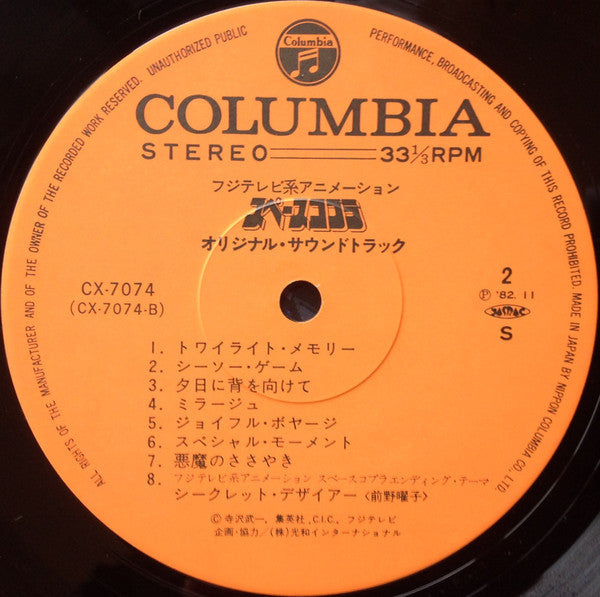 Columbia
COLUMBIA
STEREO 33 1/3 RPM
フジテレビ系アニメーション
スペースコブラ
オリジナル・サウンドトラック
CX-7074
(CX-7074-B)
2
Ⓟ '82. 11
JASRAC
S
1. トワイライト・メモリー
2. シーソー・ゲーム
3. 夕日に背を向けて
4. ミラージュ
5. ジョイフル・ボヤージ
6. スペシャル・モーメント
7. 悪魔のささやき
8. フジテレビ系アニメーション スペースコブラエンディング・テーマ
シークレット・デザイアー〈前野曜子〉
© 寺沢武一, 集英社, C.I.C., フジテレビ
企画・協力/(株)光和インターナショナル
ALL RIGHTS OF THE MANUFACTURER AND OF THE OWNER OF THE RECORDED WORK RESERVED. UNAUTHORIZED PUBLIC PERFORMANCE, BROADCASTING AND COPYING OF THIS RECORD PROHIBITED. MADE IN JAPAN BY NIPPON COLUMBIA CO., LTD.